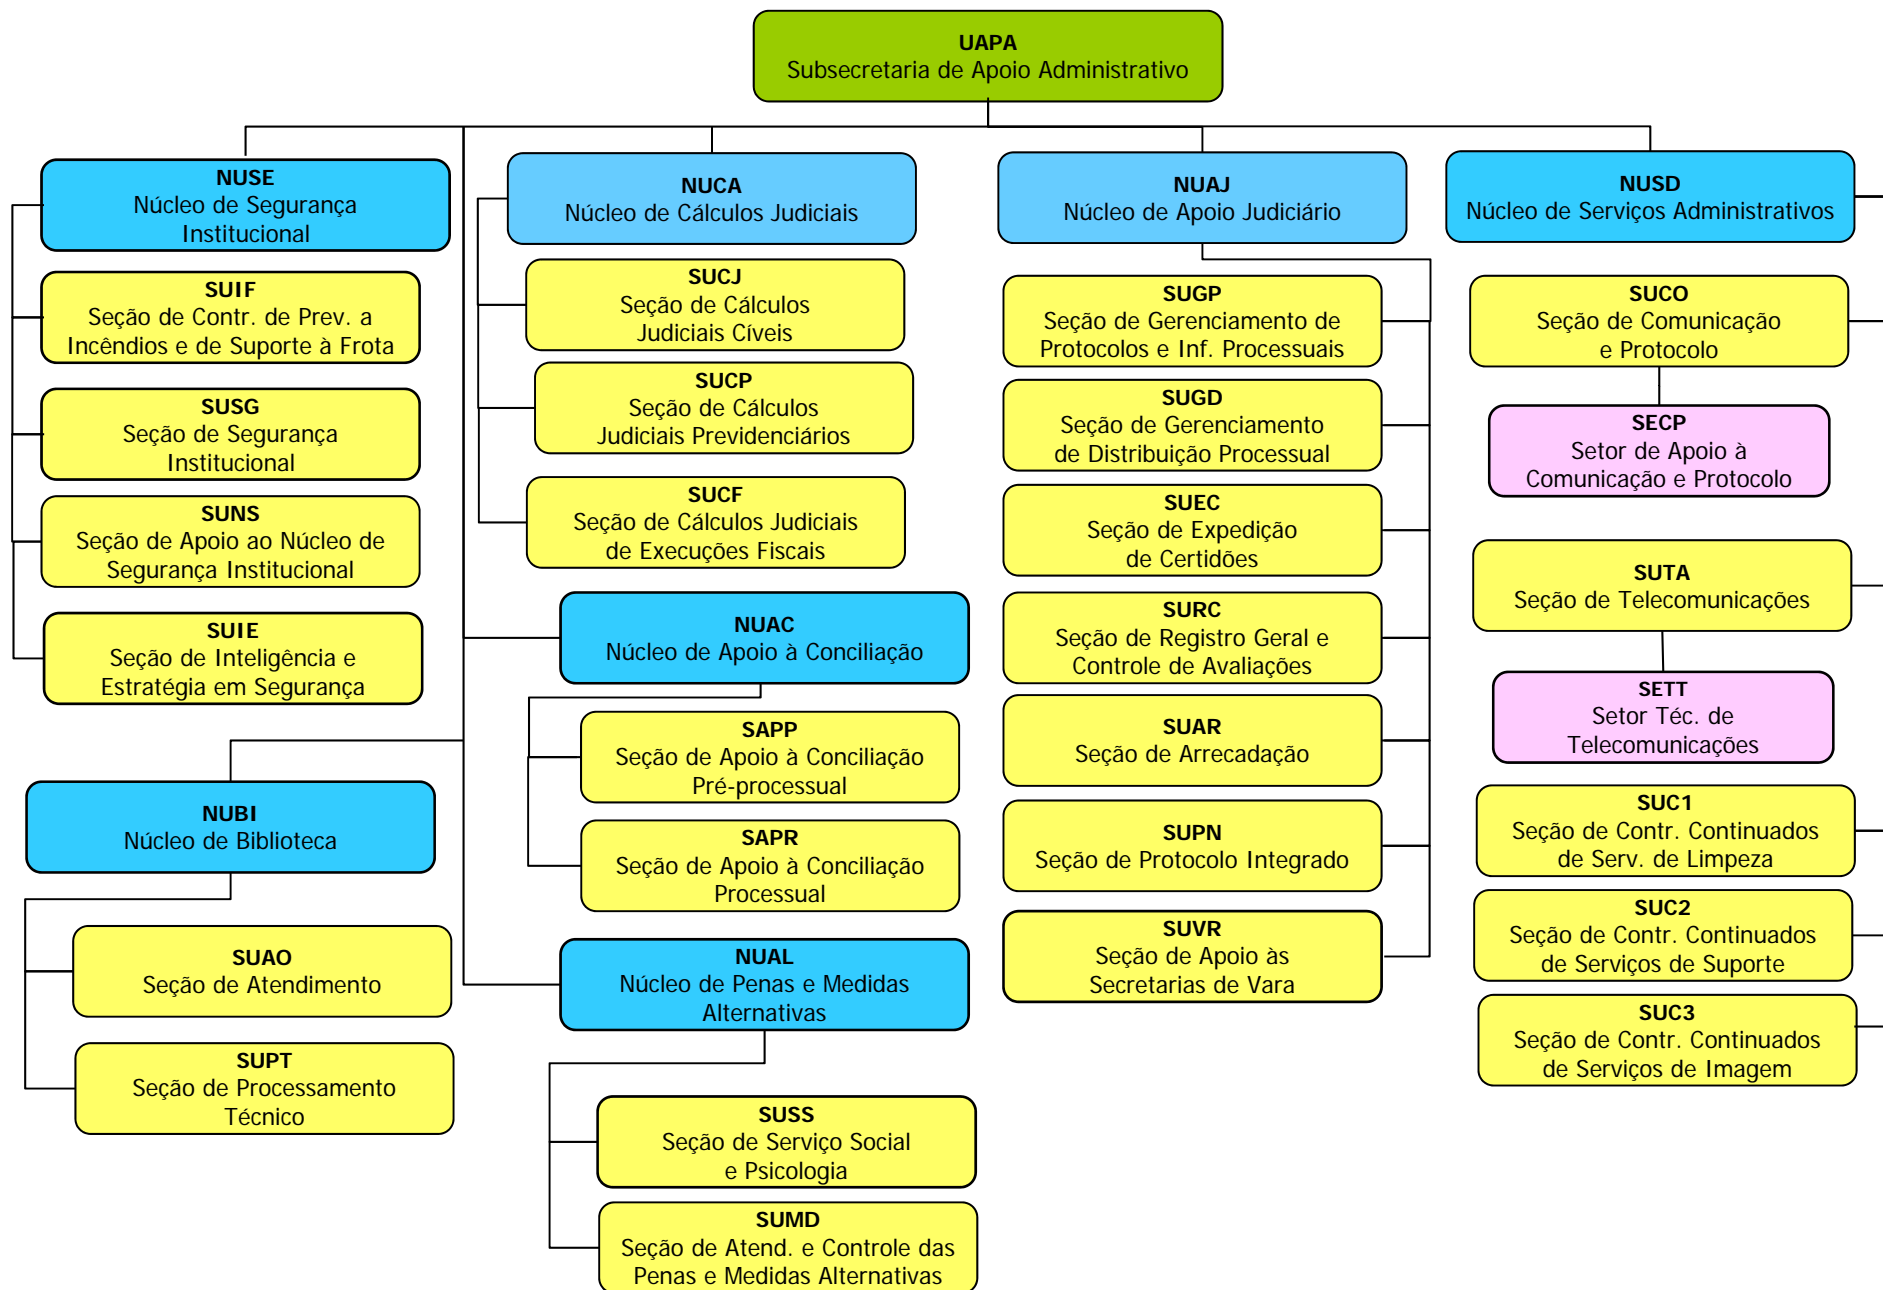 UAPA
Subsecretaria de Apoio Administrativo
NUSE
Núcleo de Segurança
Institucional
SUIF
Seção de Contr. de Prev. a
Incêndios e de Suporte à Frota
SUSG
Seção de Segurança
Institucional
SUNS
Seção de Apoio ao Núcleo de
Segurança Institucional
SUIE
Seção de Inteligência e
Estratégia em Segurança
NUBI
Núcleo de Biblioteca
SUAO
Seção de Atendimento
SUPT
Seção de Processamento
Técnico
NUCA
Núcleo de Cálculos Judiciais
SUCJ
Seção de Cálculos
Judiciais Cíveis
SUCP
Seção de Cálculos
Judiciais Previdenciários
SUCF
Seção de Cálculos Judiciais
de Execuções Fiscais
NUAC
Núcleo de Apoio à Conciliação
SAPP
Seção de Apoio à Conciliação
Pré-processual
SAPR
Seção de Apoio à Conciliação
Processual
NUAL
Núcleo de Penas e Medidas
Alternativas
SUSS
Seção de Serviço Social
e Psicologia
SUMD
Seção de Atend. e Controle das
Penas e Medidas Alternativas
NUAJ
Núcleo de Apoio Judiciário
SUGP
Seção de Gerenciamento de
Protocolos e Inf. Processuais
SUGD
Seção de Gerenciamento
de Distribuição Processual
SUEC
Seção de Expedição
de Certidões
SURC
Seção de Registro Geral e
Controle de Avaliações
SUAR
Seção de Arrecadação
SUPN
Seção de Protocolo Integrado
SUVR
Seção de Apoio às
Secretarias de Vara
NUSD
Núcleo de Serviços Administrativos
SUCO
Seção de Comunicação
e Protocolo
SECP
Setor de Apoio à
Comunicação e Protocolo
SUTA
Seção de Telecomunicações
SETT
Setor Téc. de
Telecomunicações
SUC1
Seção de Contr. Continuados
de Serv. de Limpeza
SUC2
Seção de Contr. Continuados
de Serviços de Suporte
SUC3
Seção de Contr. Continuados
de Serviços de Imagem